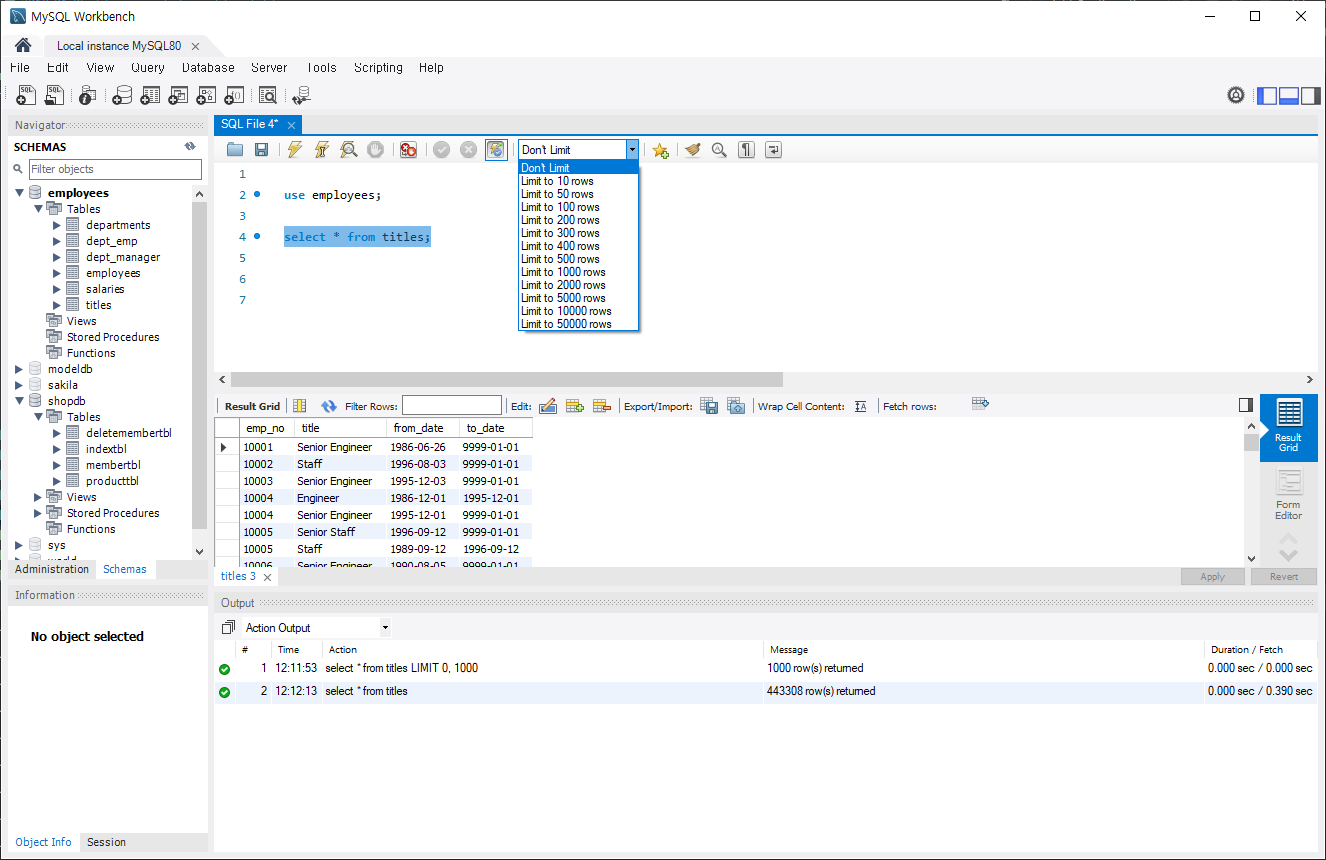 MySQL Workbench
Local instance MySQL80
File Edit View Query Database Server Tools Scripting Help
Navigator
SCHEMAS
Filter objects
employees
Tables
departments
dept_emp
dept_manager
employees
salaries
titles
Views
Stored Procedures
Functions
modeldb
sakila
shopdb
Tables
deletemembertbl
indextbl
membertbl
producttbl
Views
Stored Procedures
Functions
sys
world
Administration Schemas
Information
No object selected
Object Info Session
SQL File 4*
Don't Limit
Don't Limit
Limit to 10 rows
Limit to 50 rows
Limit to 100 rows
Limit to 200 rows
Limit to 300 rows
Limit to 400 rows
Limit to 500 rows
Limit to 1000 rows
Limit to 2000 rows
Limit to 5000 rows
Limit to 10000 rows
Limit to 50000 rows
1
2 use employees;
3
4 select * from titles;
5
6
7
Result Grid Filter Rows: Edit: Export/Import: Wrap Cell Content: Fetch rows:
emp_no title from_date to_date
10001 Senior Engineer 1986-06-26 9999-01-01
10002 Staff 1996-08-03 9999-01-01
10003 Senior Engineer 1995-12-03 9999-01-01
10004 Engineer 1986-12-01 1995-12-01
10004 Senior Engineer 1995-12-01 9999-01-01
10005 Senior Staff 1996-09-12 9999-01-01
10005 Staff 1989-09-12 1996-09-12
10006 Senior Engineer 1990-08-05 9999-01-01
Result
Grid
Form
Editor
titles 3
Apply Revert
Output
Action Output
# Time Action Message Duration / Fetch
1 12:11:53 select * from titles LIMIT 0, 1000 1000 row(s) returned 0.000 sec / 0.000 sec
2 12:12:13 select * from titles 443308 row(s) returned 0.000 sec / 0.390 sec